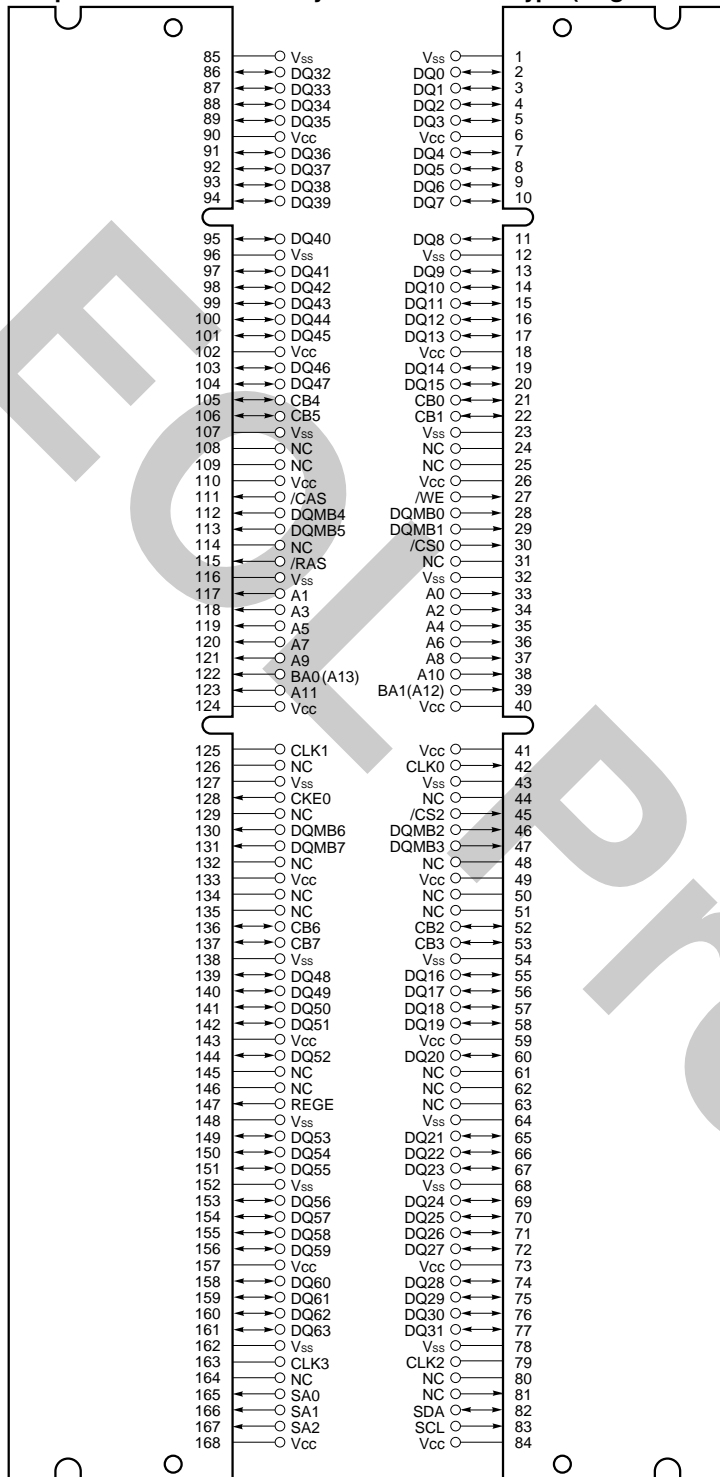 85 Vss Vss 1
86 DQ32 DQ0 2
87 DQ33 DQ1 3
88 DQ34 DQ2 4
89 DQ35 DQ3 5
90 Vcc Vcc 6
91 DQ36 DQ4 7
92 DQ37 DQ5 8
93 DQ38 DQ6 9
94 DQ39 DQ7 10
95 DQ40 DQ8 11
96 Vss Vss 12
97 DQ41 DQ9 13
98 DQ42 DQ10 14
99 DQ43 DQ11 15
100 DQ44 DQ12 16
101 DQ45 DQ13 17
102 Vcc Vcc 18
103 DQ46 DQ14 19
104 DQ47 DQ15 20
105 CB4 CB0 21
106 CB5 CB1 22
107 Vss Vss 23
108 NC NC 24
109 NC NC 25
110 Vcc Vcc 26
111 /CAS /WE 27
112 DQMB4 DQMB0 28
113 DQMB5 DQMB1 29
114 NC /CS0 30
115 /RAS NC 31
116 Vss Vss 32
117 A1 A0 33
118 A3 A2 34
119 A5 A4 35
120 A7 A6 36
121 A9 A8 37
122 BA0(A13) A10 38
123 A11 BA1(A12) 39
124 Vcc Vcc 40
125 CLK1 Vcc 41
126 NC CLK0 42
127 Vss Vss 43
128 CKE0 NC 44
129 NC /CS2 45
130 DQMB6 DQMB2 46
131 DQMB7 DQMB3 47
132 NC NC 48
133 Vcc Vcc 49
134 NC NC 50
135 NC NC 51
136 CB6 CB2 52
137 CB7 CB3 53
138 Vss Vss 54
139 DQ48 DQ16 55
140 DQ49 DQ17 56
141 DQ50 DQ18 57
142 DQ51 DQ19 58
143 Vcc Vcc 59
144 DQ52 DQ20 60
145 NC NC 61
146 NC NC 62
147 REGE NC 63
148 Vss Vss 64
149 DQ53 DQ21 65
150 DQ54 DQ22 66
151 DQ55 DQ23 67
152 Vss Vss 68
153 DQ56 DQ24 69
154 DQ57 DQ25 70
155 DQ58 DQ26 71
156 DQ59 DQ27 72
157 Vcc Vcc 73
158 DQ60 DQ28 74
159 DQ61 DQ29 75
160 DQ62 DQ30 76
161 DQ63 DQ31 77
162 Vss Vss 78
163 CLK3 CLK2 79
164 NC NC 80
165 SA0 NC 81
166 SA1 SDA 82
167 SA2 SCL 83
168 Vcc Vcc 84
EOL